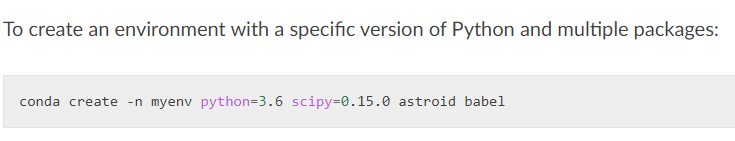 To create an environment with a specific version of Python and multiple packages:
conda create -n myenv python=3.6 scipy=0.15.0 astroid babel